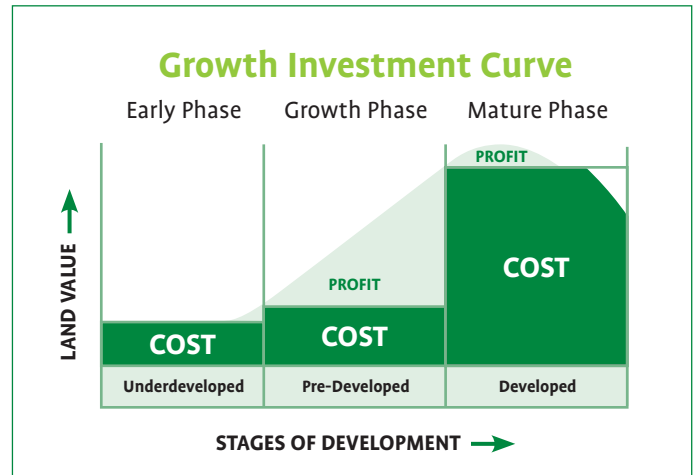 Growth Investment Curve
Early Phase
Growth Phase
Mature Phase
PROFIT
PROFIT
COST
COST
COST
LAND VALUE
Underdeveloped
Pre-Developed
Developed
STAGES OF DEVELOPMENT